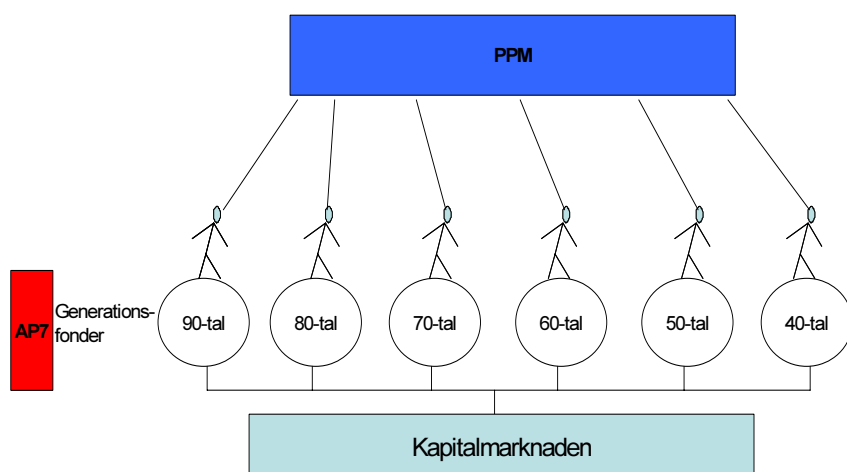 PPM
AP7
Generations-
fonder
90-tal
80-tal
70-tal
60-tal
50-tal
40-tal
Kapitalmarknaden